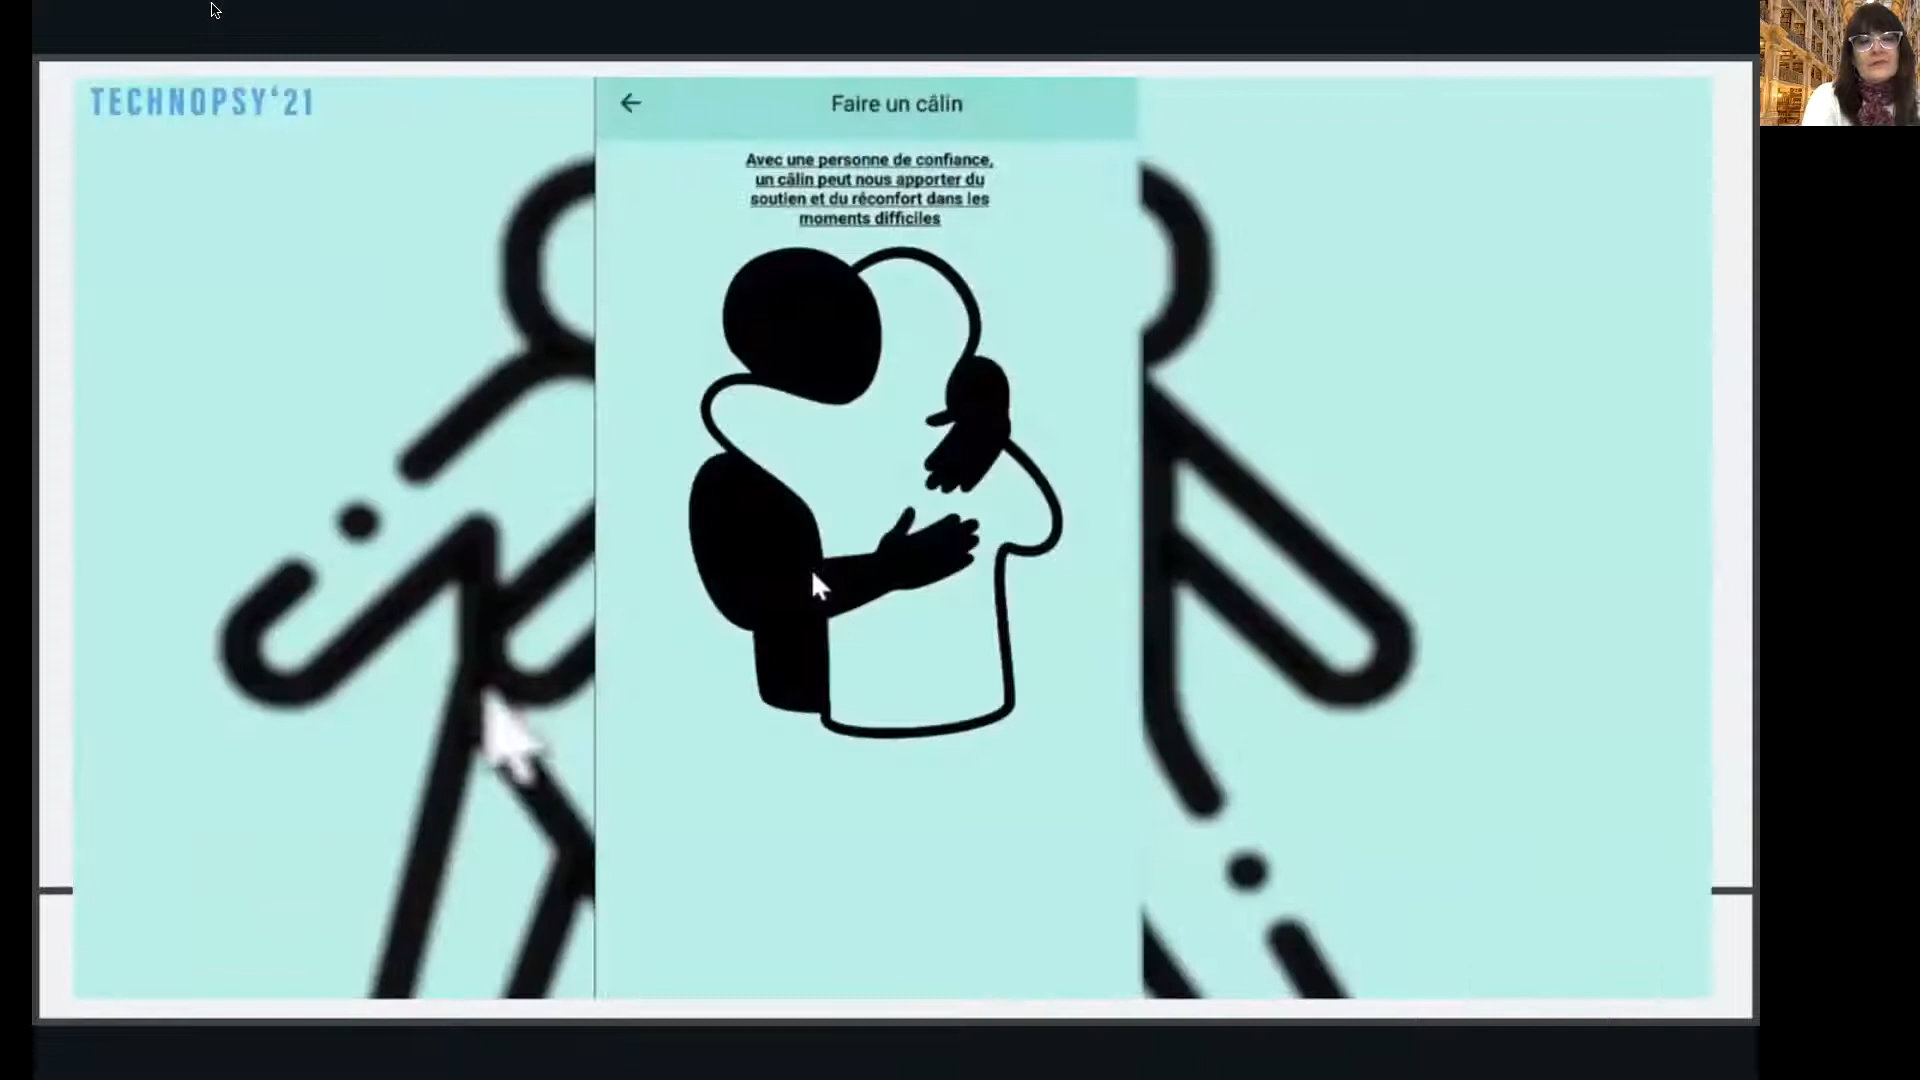 TECHNOPSY‘21
Faire un câlin
Avec une personne de confiance,
un câlin peut nous apporter du
soutien et du réconfort dans les
moments difficiles